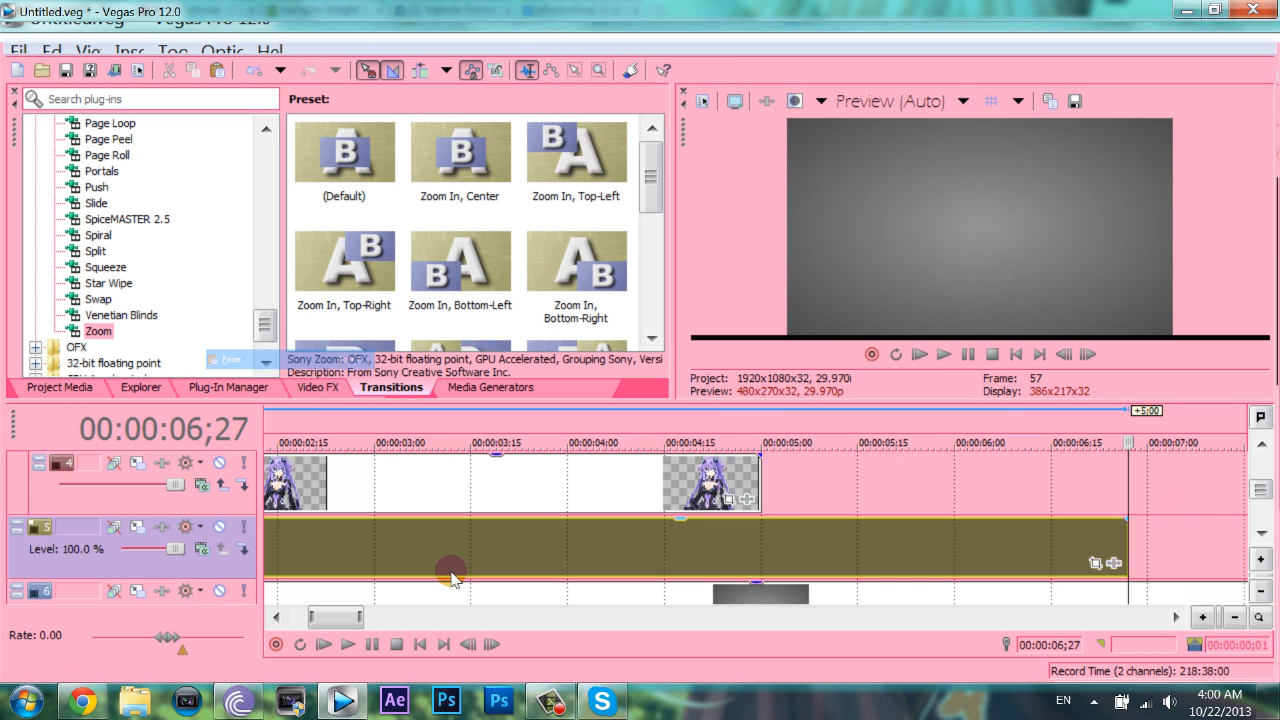 Untitled.veg * - Vegas Pro 12.0
Search plug-ins
Preset:
Page Loop
Page Peel
Page Roll
Portals
Push
Slide
SpiceMASTER 2.5
Spiral
Split
Squeeze
Star Wipe
Swap
Venetian Blinds
Zoom
OFX
32-bit floating point
Paste
(Default)
Zoom In, Center
Zoom In, Top-Left
Zoom In, Top-Right
Zoom In, Bottom-Left
Zoom In,
Bottom-Right
Sony Zoom: OFX, 32-bit floating point, GPU Accelerated, Grouping Sony, Versi
Description: From Sony Creative Software Inc.
Project Media
Explorer
Plug-In Manager
Video FX
Transitions
Media Generators
Preview (Auto)
Project: 1920x1080x32, 29.970i
Frame: 57
Preview: 480x270x32, 29.970p
Display: 386x217x32
00:00:06;27
+5:00
00:00:02:15
00:00:03:00
00:00:03:15
00:00:04:00
00:00:04:15
00:00:05:00
00:00:05:15
00:00:06:00
00:00:06:15
00:00:07:00
4
5
Level: 100.0 %
6
Rate: 0.00
00:00:06;27
00:00:00;01
Record Time (2 channels): 218:38:00
Ae
Ps
Ps
EN
4:00 AM
10/22/2013